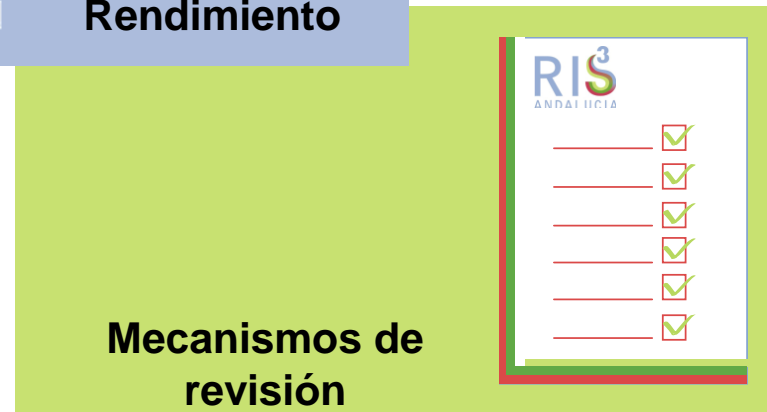 Rendimiento
RIS3
ANDALUCIA
Mecanismos de
revisión